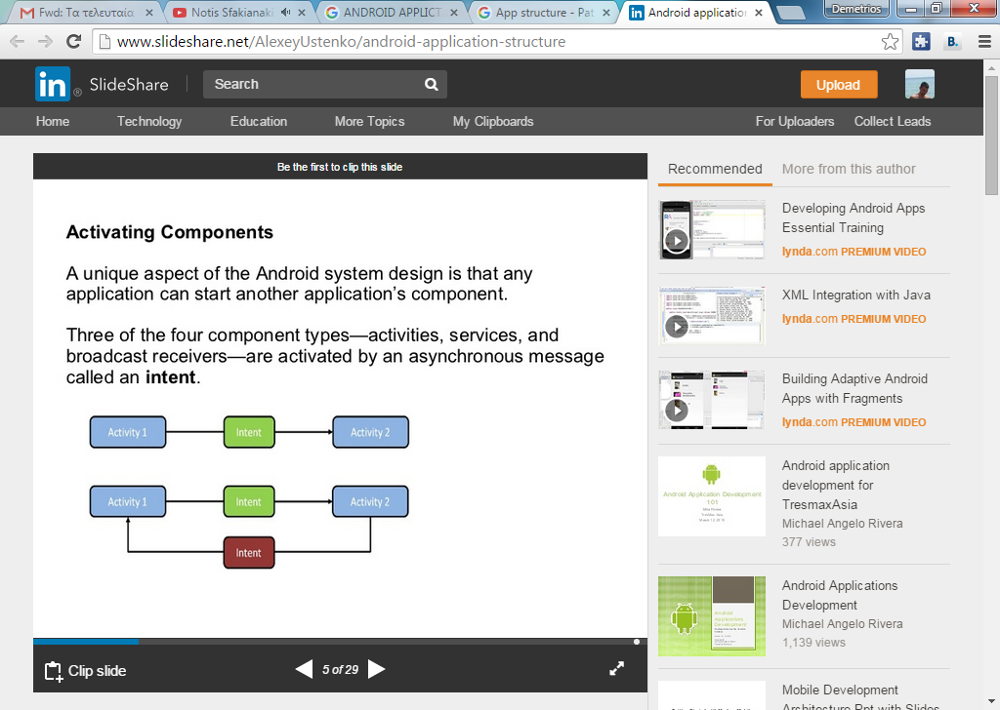 Fwd: Τα τελευταία
Notis Sfakianaki
ANDROID APPLICT
App structure - Pat
Android application
Demetrios
www.slideshare.net/AlexeyUstenko/android-application-structure
B.
in ® SlideShare
Search
Upload
Home
Technology
Education
More Topics
My Clipboards
For Uploaders
Collect Leads
Be the first to clip this slide
Activating Components
A unique aspect of the Android system design is that any
application can start another application’s component.
Three of the four component types—activities, services, and
broadcast receivers—are activated by an asynchronous message
called an intent.
Activity 1
Intent
Activity 2
Activity 1
Intent
Activity 2
Intent
Clip slide
5 of 29
Recommended
More from this author
Developing Android Apps
Essential Training
lynda.com PREMIUM VIDEO
XML Integration with Java
lynda.com PREMIUM VIDEO
Building Adaptive Android
Apps with Fragments
lynda.com PREMIUM VIDEO
Android Application Development
101
Android application
development for
TresmaxAsia
Michael Angelo Rivera
377 views
Android
Applications
Development
Android Applications
Development
Michael Angelo Rivera
1,139 views
Mobile Development
Architecture Ppt with Slides